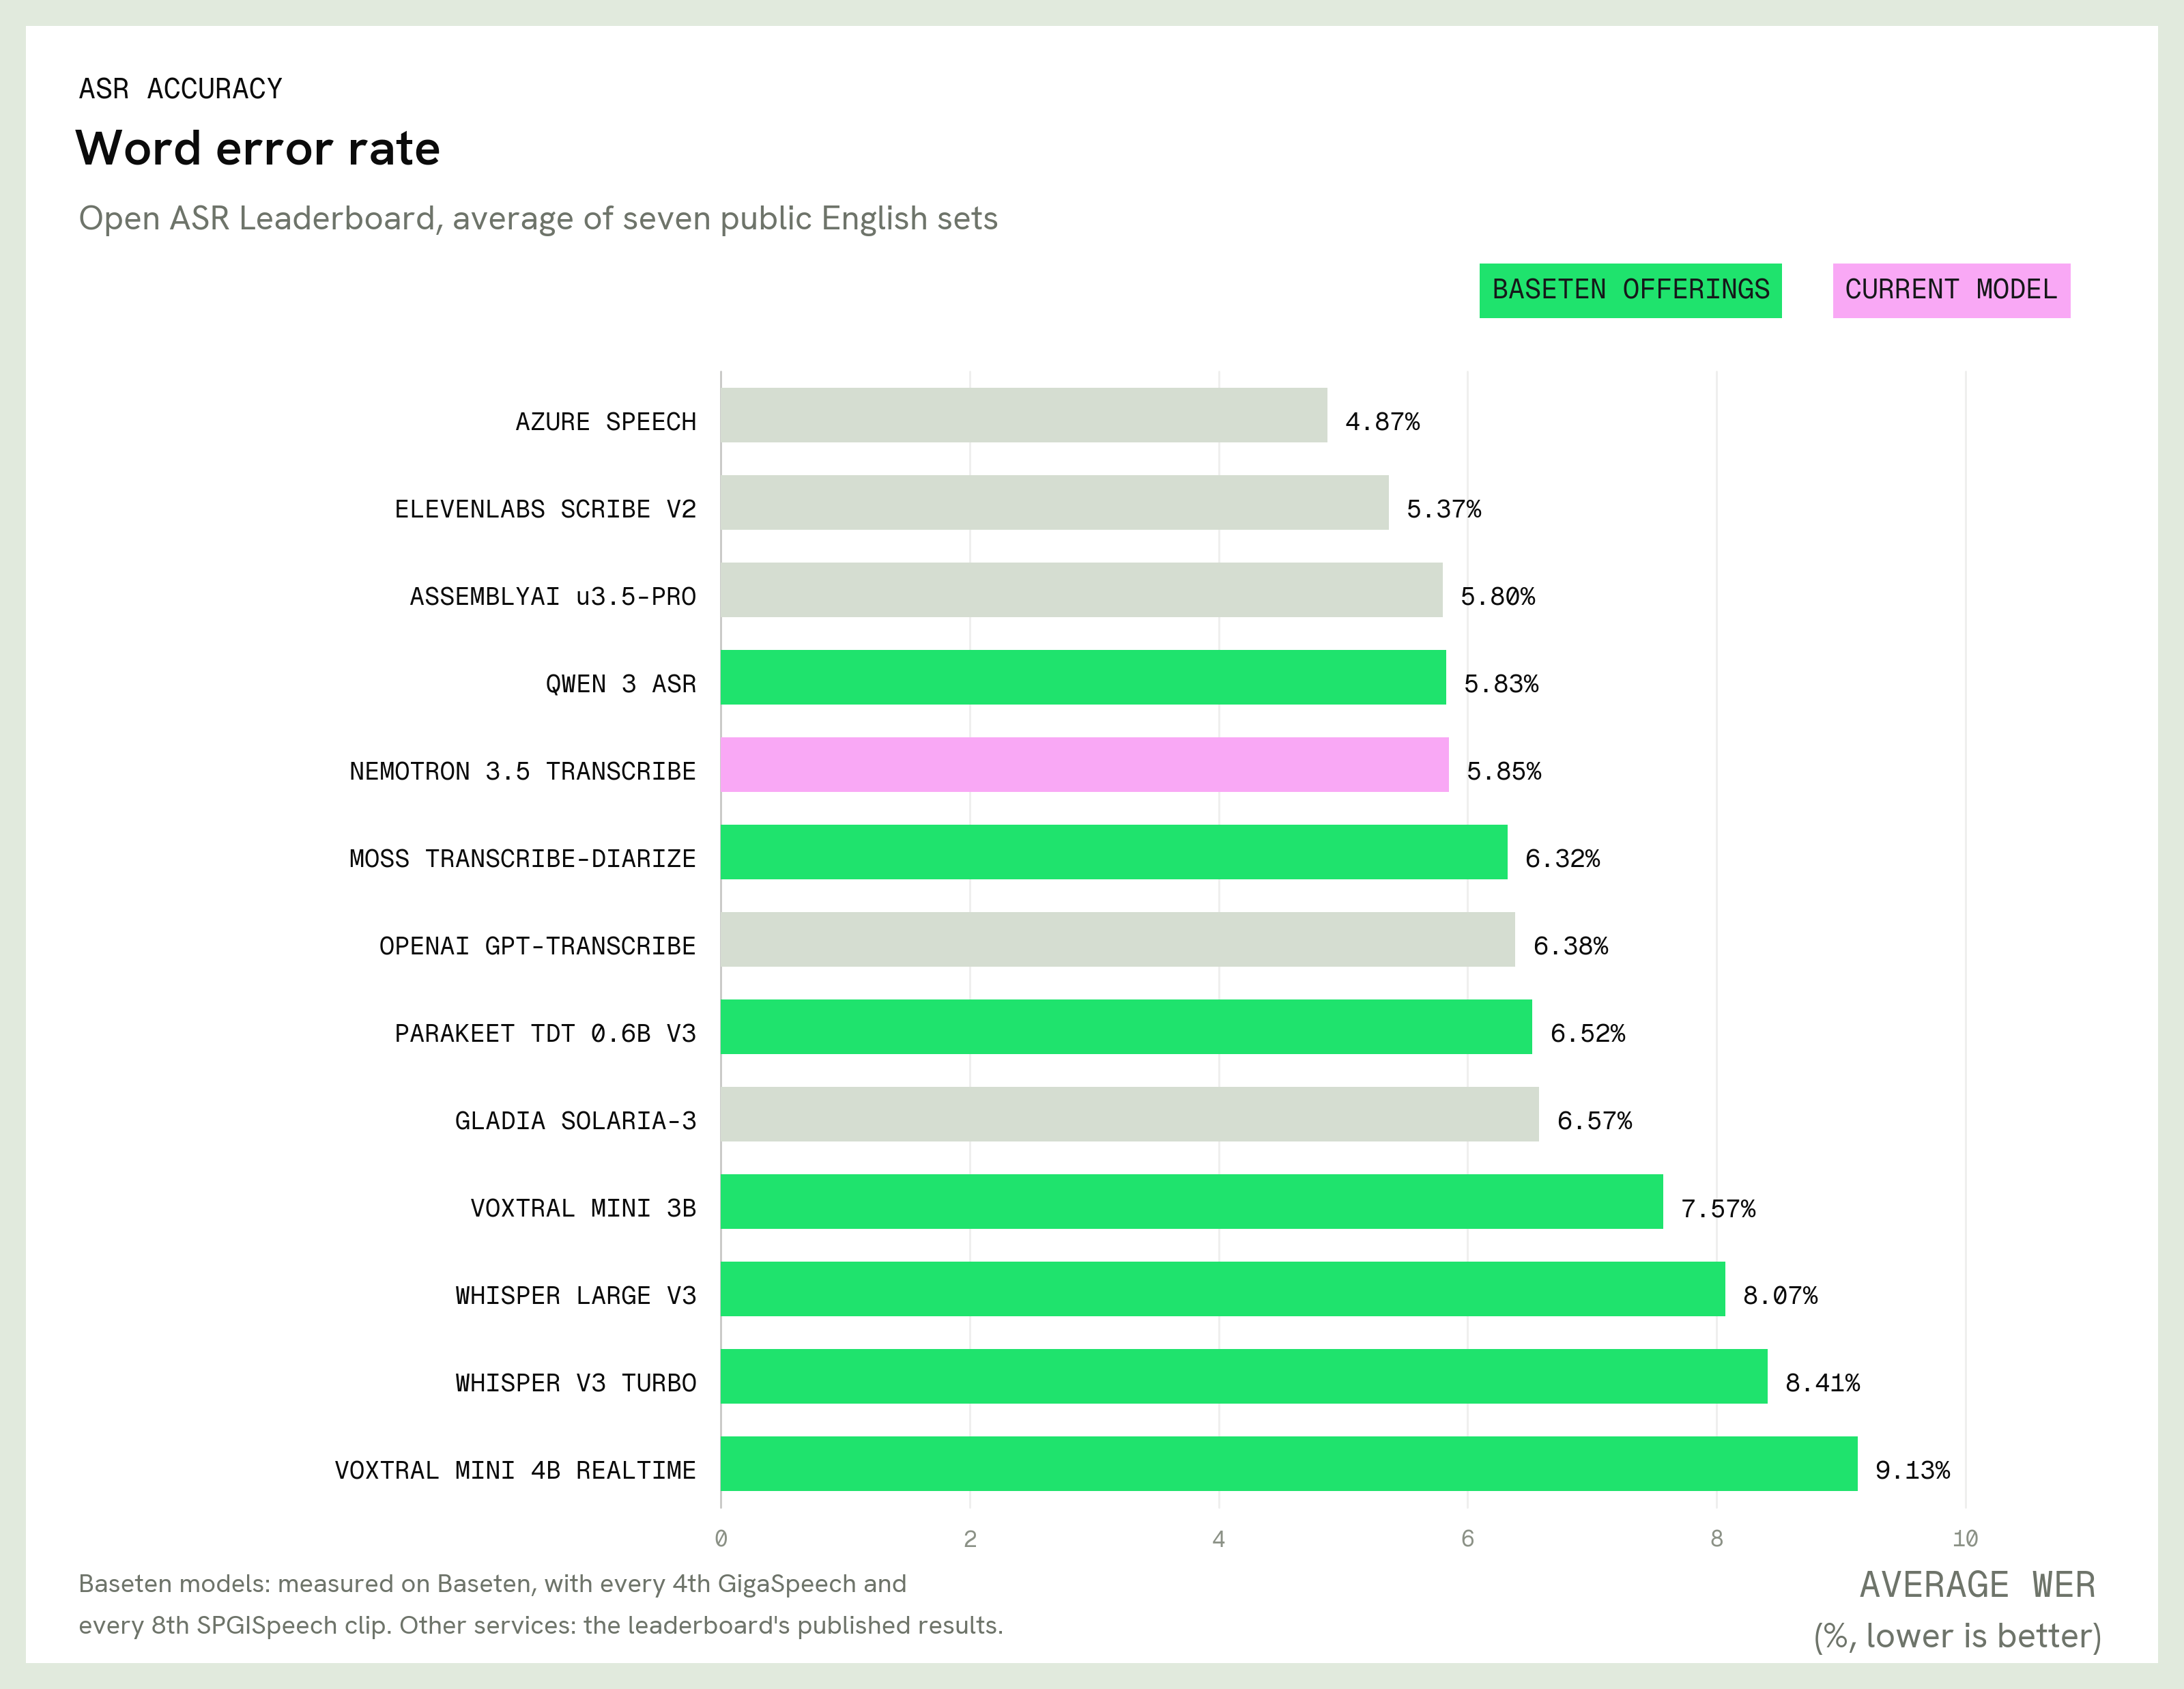 ASR ACCURACY
Word error rate
Open ASR Leaderboard, average of seven public English sets
BASETEN OFFERINGS CURRENT MODEL
AZURE SPEECH 4.87%
ELEVENLABS SCRIBE V2 5.37%
ASSEMBLYAI u3.5-PRO 5.80%
QWEN 3 ASR 5.83%
NEMOTRON 3.5 TRANSCRIBE 5.85%
MOSS TRANSCRIBE-DIARIZE 6.32%
OPENAI GPT-TRANSCRIBE 6.38%
PARAKEET TDT 0.6B V3 6.52%
GLADIA SOLARIA-3 6.57%
VOXTRAL MINI 3B 7.57%
WHISPER LARGE V3 8.07%
WHISPER V3 TURBO 8.41%
VOXTRAL MINI 4B REALTIME 9.13%
0 2 4 6 8 10
AVERAGE WER
(%, lower is better)
Baseten models: measured on Baseten, with every 4th GigaSpeech and
every 8th SPGISpeech clip. Other services: the leaderboard's published results.